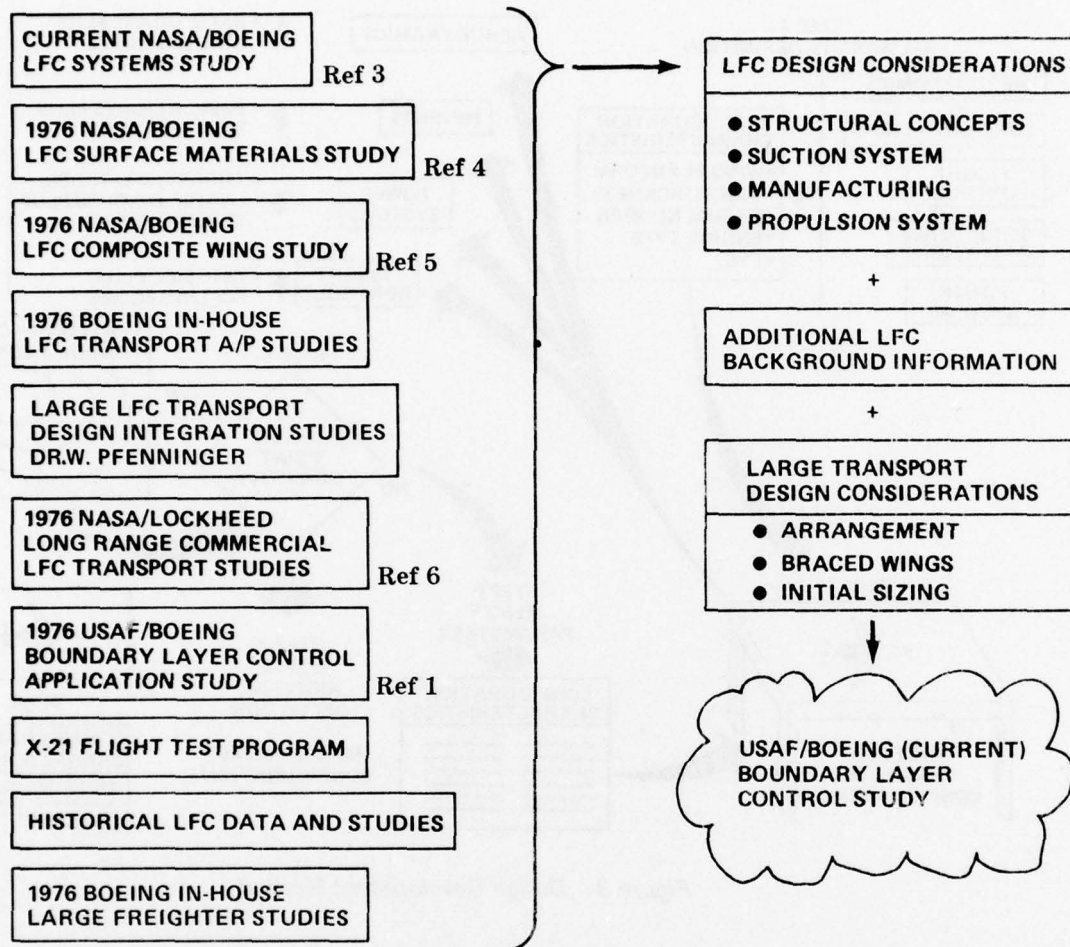 CURRENT NASA/BOEING
LFC SYSTEMS STUDY
Ref 3
1976 NASA/BOEING
LFC SURFACE MATERIALS STUDY
Ref 4
1976 NASA/BOEING
LFC COMPOSITE WING STUDY
Ref 5
1976 BOEING IN-HOUSE
LFC TRANSPORT A/P STUDIES
LARGE LFC TRANSPORT
DESIGN INTEGRATION STUDIES
DR.W. PFENNINGER
1976 NASA/LOCKHEED
LONG RANGE COMMERCIAL
LFC TRANSPORT STUDIES
Ref 6
1976 USAF/BOEING
BOUNDARY LAYER CONTROL
APPLICATION STUDY
Ref 1
X-21 FLIGHT TEST PROGRAM
HISTORICAL LFC DATA AND STUDIES
1976 BOEING IN-HOUSE
LARGE FREIGHTER STUDIES
LFC DESIGN CONSIDERATIONS
● STRUCTURAL CONCEPTS
● SUCTION SYSTEM
● MANUFACTURING
● PROPULSION SYSTEM
+
ADDITIONAL LFC
BACKGROUND INFORMATION
+
LARGE TRANSPORT
DESIGN CONSIDERATIONS
● ARRANGEMENT
● BRACED WINGS
● INITIAL SIZING
USAF/BOEING (CURRENT)
BOUNDARY LAYER
CONTROL STUDY